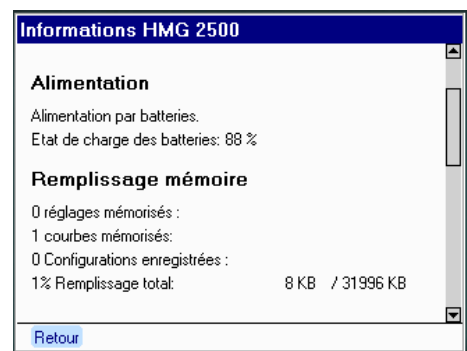 Informations HMG 2500
Alimentation
Alimentation par batteries.
Etat de charge des batteries: 88 %
Remplissage mémoire
0 réglages mémorisés :
1 courbes mémorisés:
0 Configurations enregistrées :
1% Remplissage total: 8 KB / 31996 KB
Retour